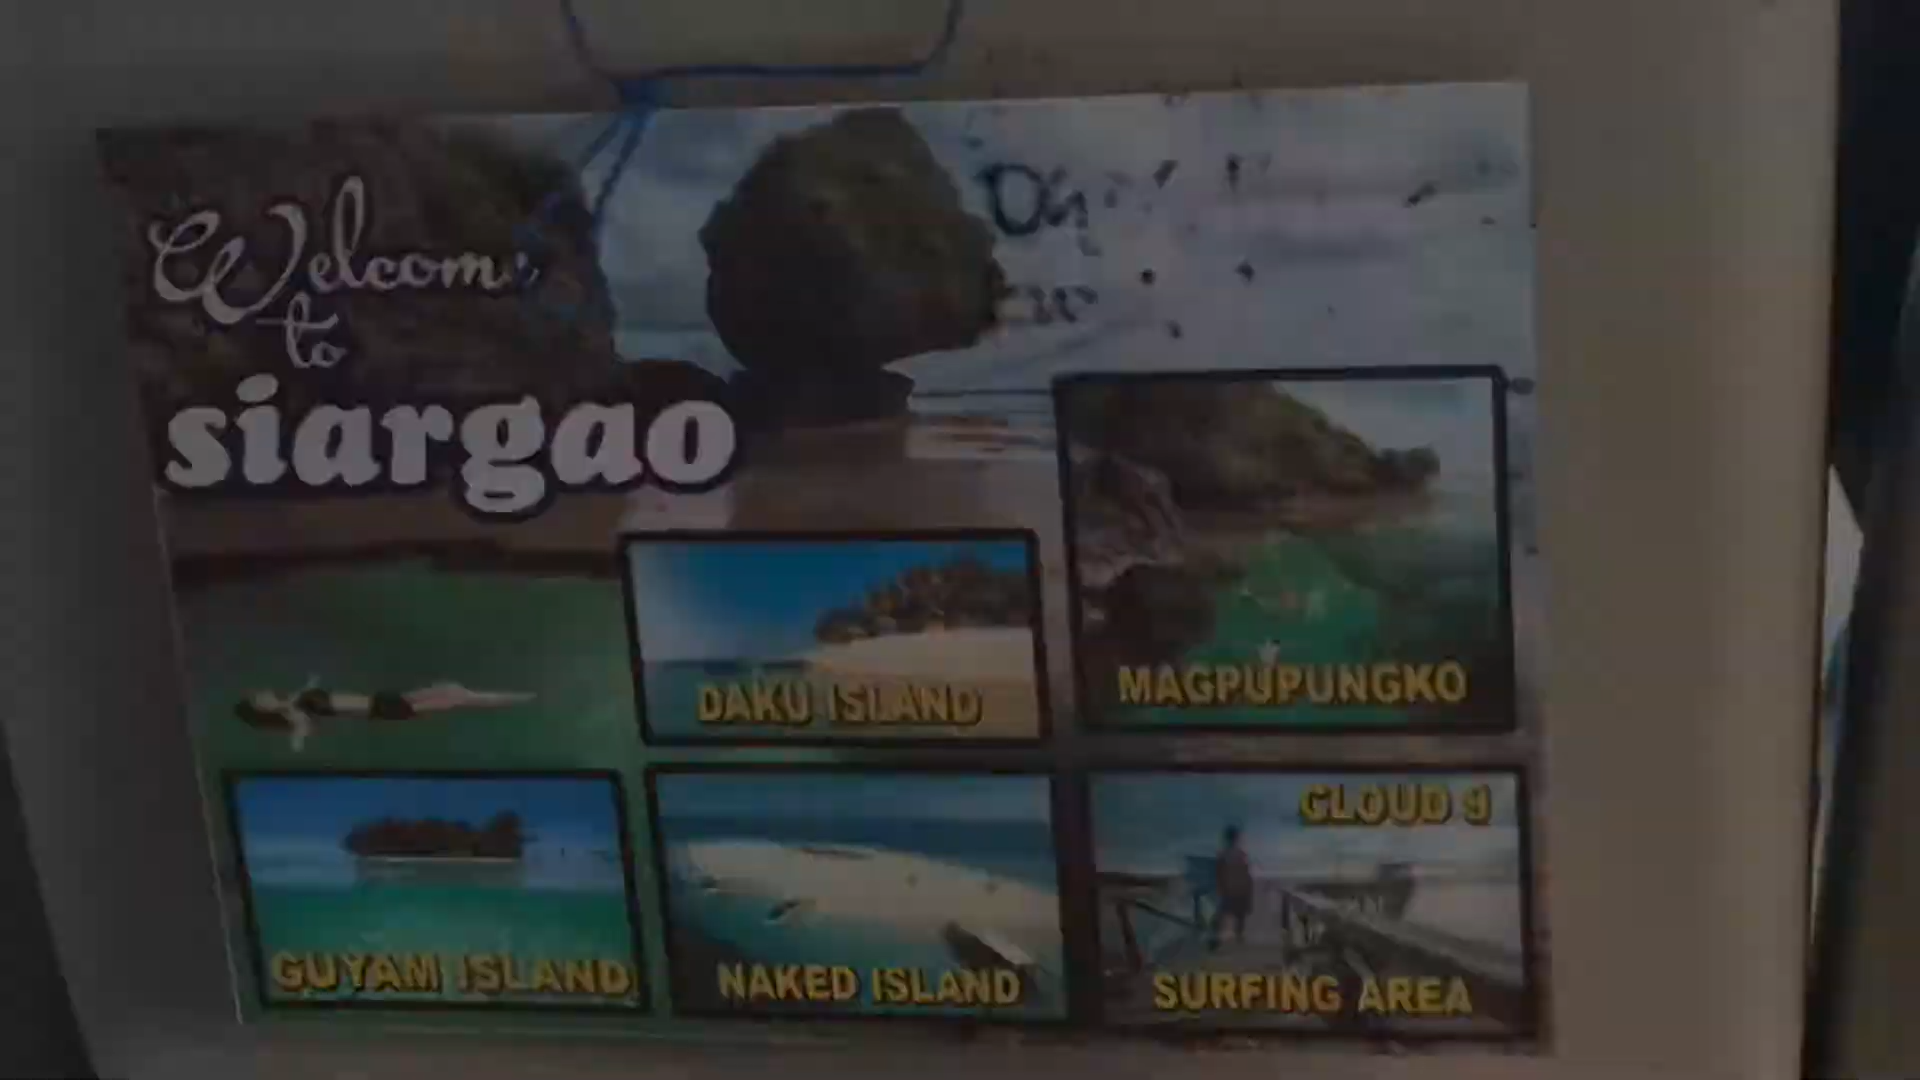 Welcome
to
siargao
DAKU ISLAND
MAGPUPUNGKO
GUYAM ISLAND
NAKED ISLAND
CLOUD 9
SURFING AREA